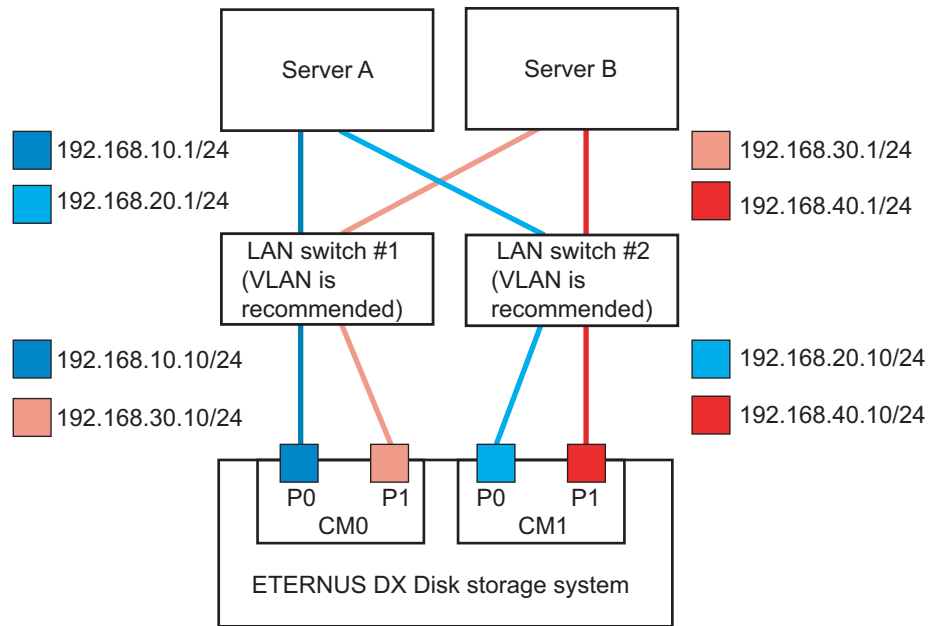 Server A
Server B
192.168.10.1/24
192.168.20.1/24
192.168.30.1/24
192.168.40.1/24
LAN switch #1
(VLAN is
recommended)
LAN switch #2
(VLAN is
recommended)
192.168.10.10/24
192.168.30.10/24
192.168.20.10/24
192.168.40.10/24
P0
P1
CM0
P0
P1
CM1
ETERNUS DX Disk storage system